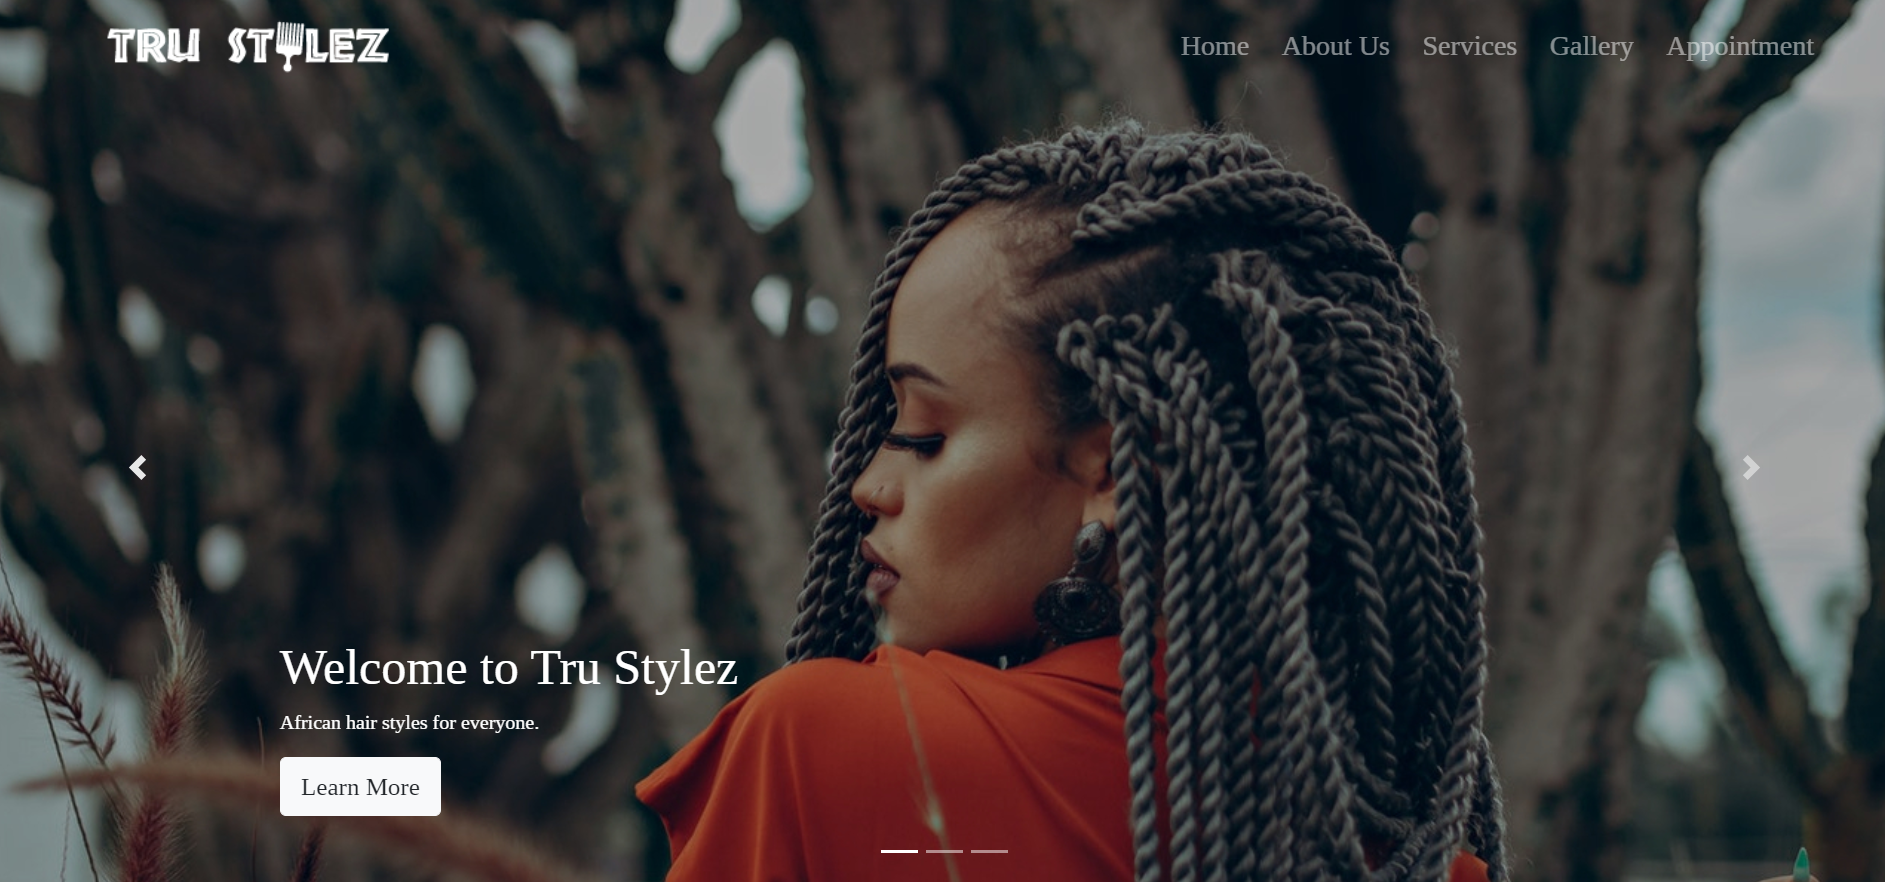 TRU STYLEZ
Home About Us Services Gallery Appointment
Welcome to Tru Stylez
African hair styles for everyone.
Learn More